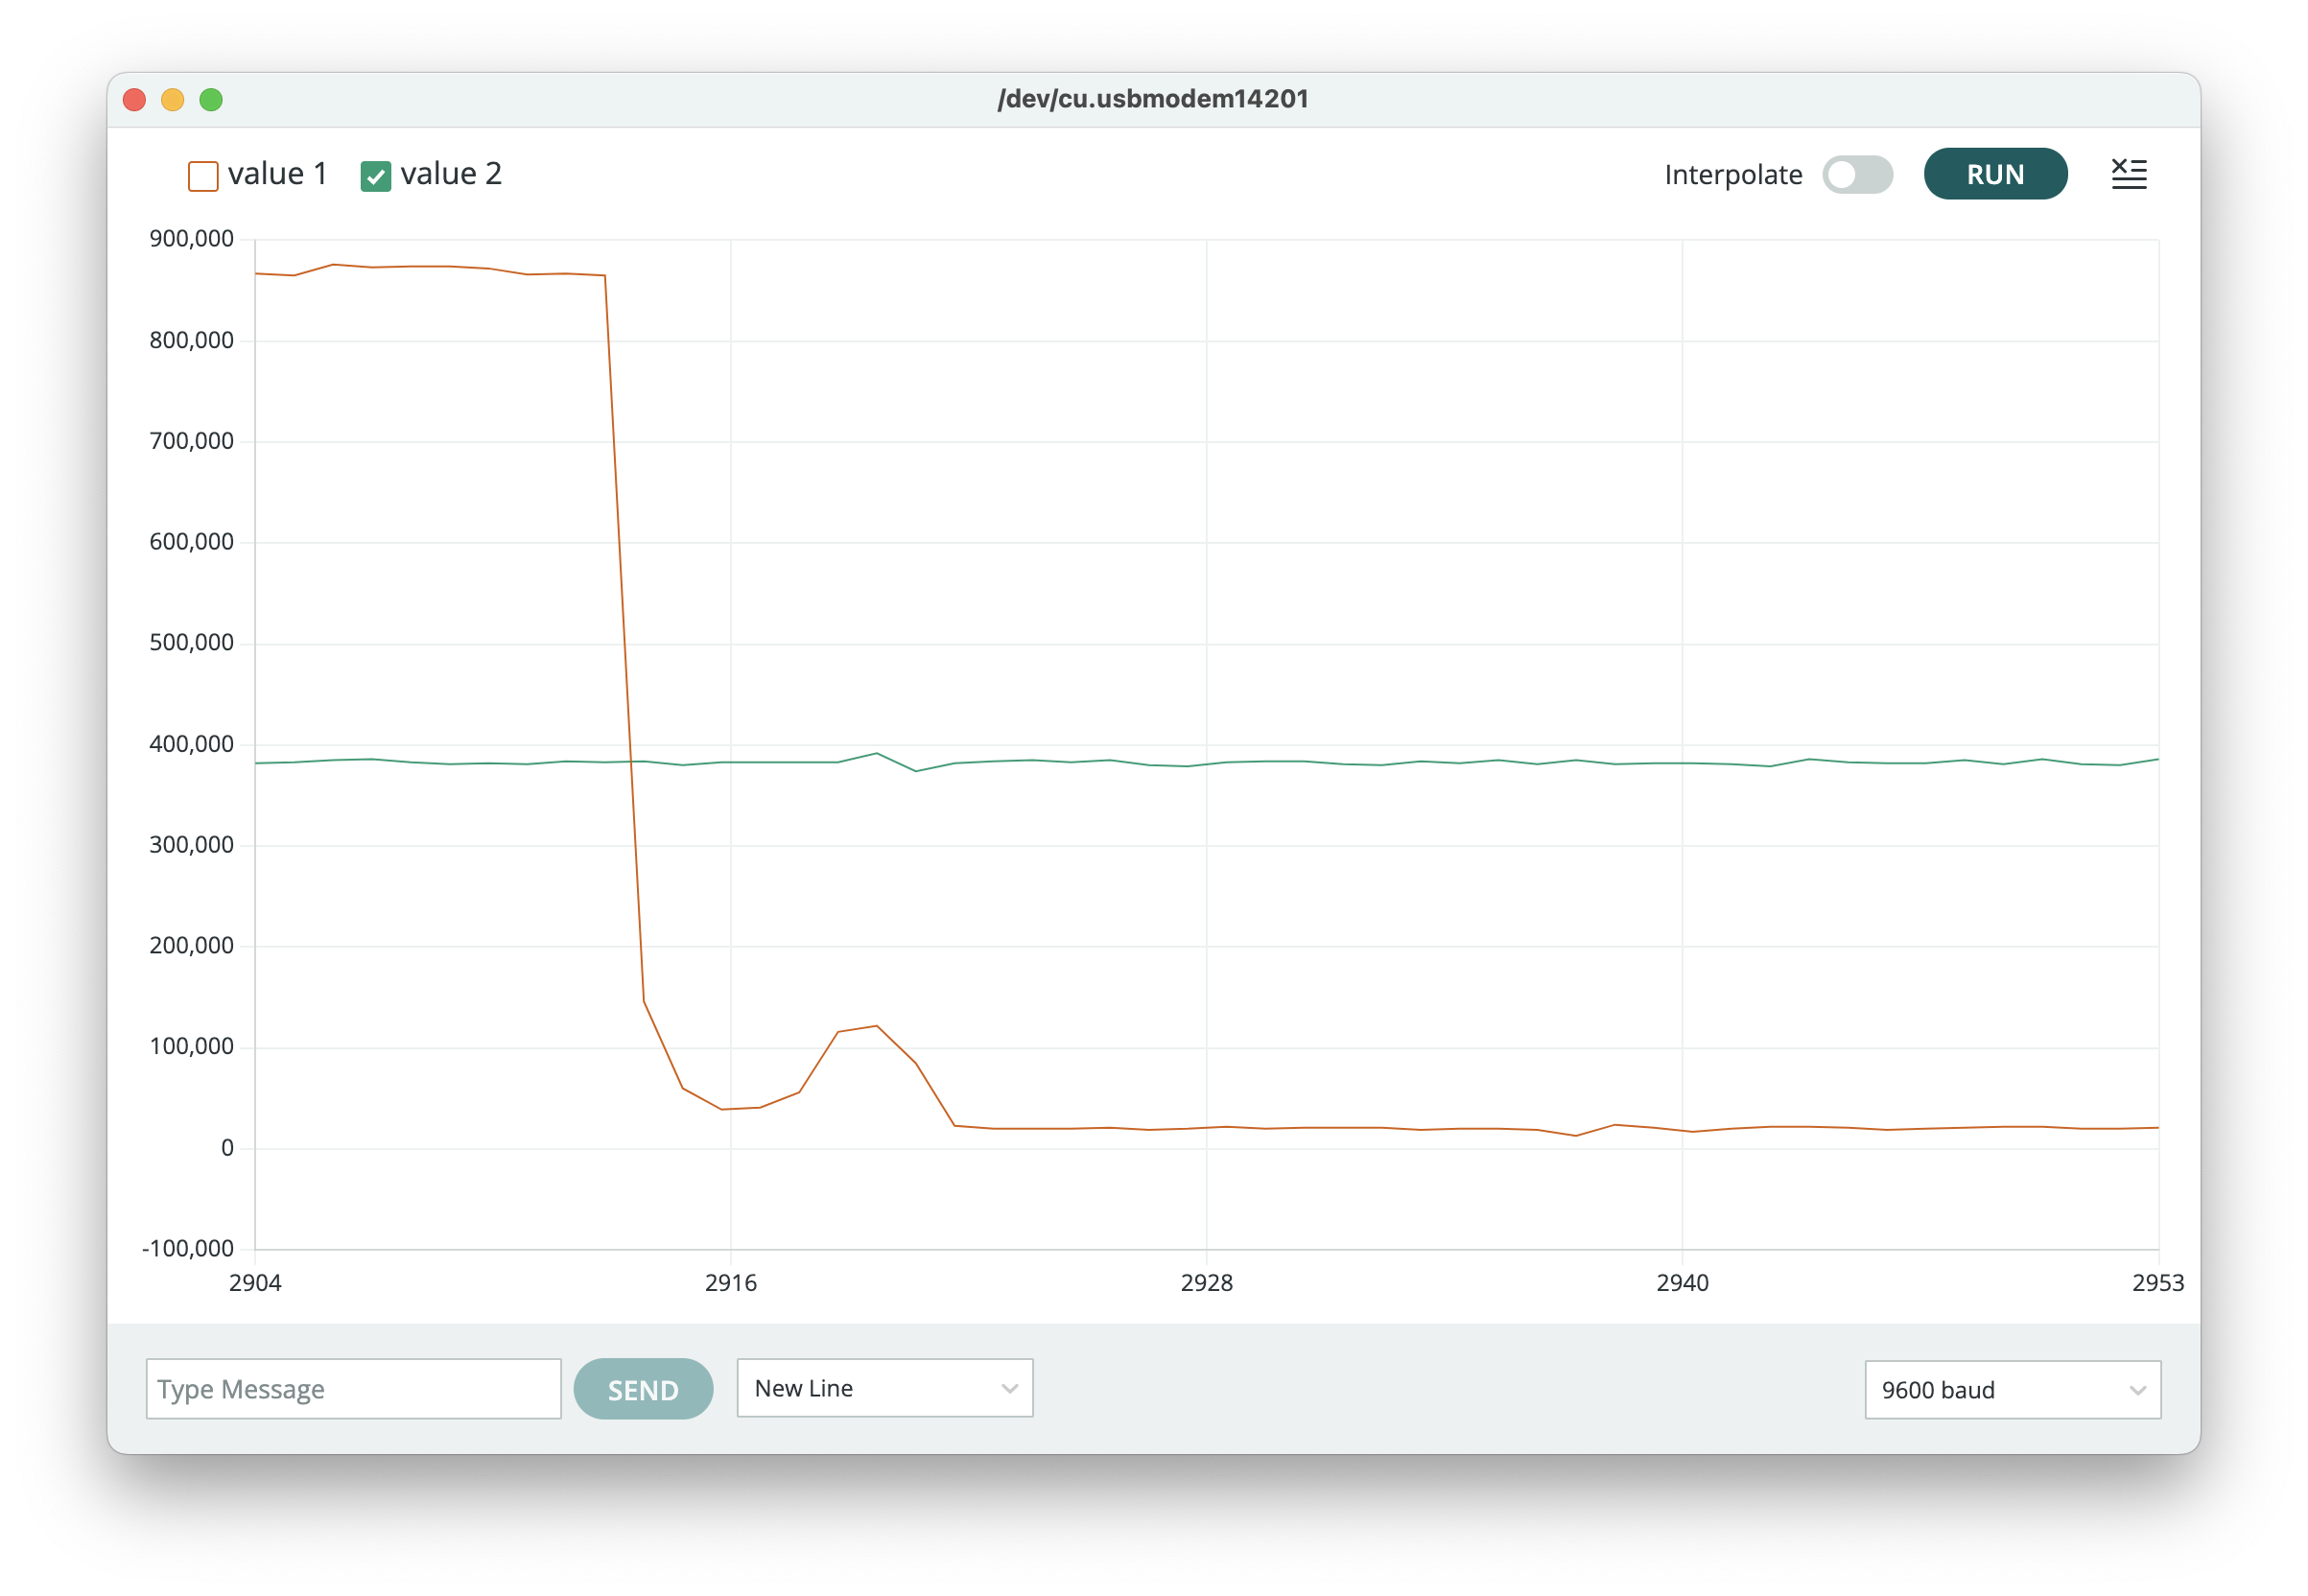 /dev/cu.usbmodem14201
value 1 value 2 Interpolate RUN
900,000
800,000
700,000
600,000
500,000
400,000
300,000
200,000
100,000
0
-100,000
2904 2916 2928 2940 2953
Type Message SEND New Line 9600 baud